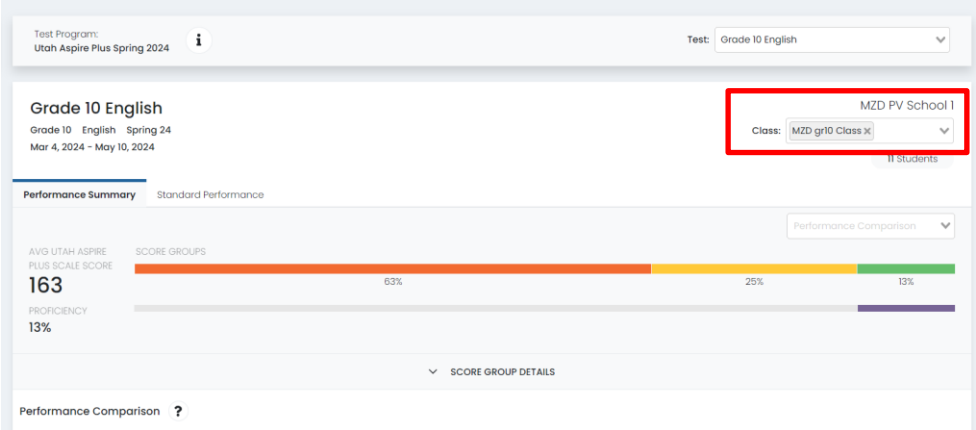 Test Program:
Utah Aspire Plus Spring 2024
i
Test: Grade 10 English
Grade 10 English
Grade 10 English Spring 24
Mar 4, 2024 - May 10, 2024
MZD PV School 1
Class: MZD gr10 Class ×
11 Students
Performance Summary Standard Performance
Performance Comparison
AVG UTAH ASPIRE
PLUS SCALE SCORE
163
SCORE GROUPS
63% 25% 13%
PROFICIENCY
13%
SCORE GROUP DETAILS
Performance Comparison ?